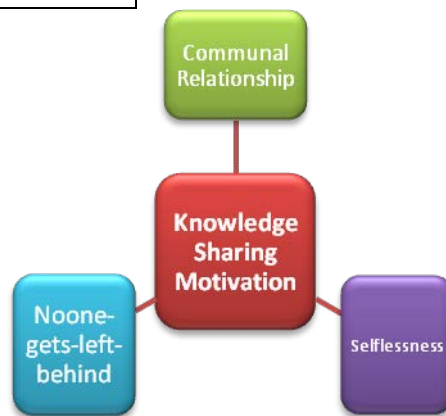 Communal
Relationship
Knowledge
Sharing
Motivation
Noone-
gets-left-
behind
Selflessness